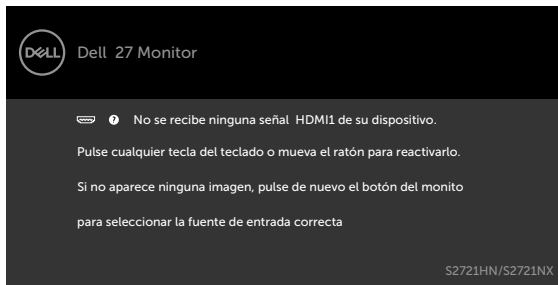 DELL
Dell 27 Monitor
No se recibe ninguna señal HDMI1 de su dispositivo.
Pulse cualquier tecla del teclado o mueva el ratón para reactivarlo.
Si no aparece ninguna imagen, pulse de nuevo el botón del monito
para seleccionar la fuente de entrada correcta
S2721HN/S2721NX